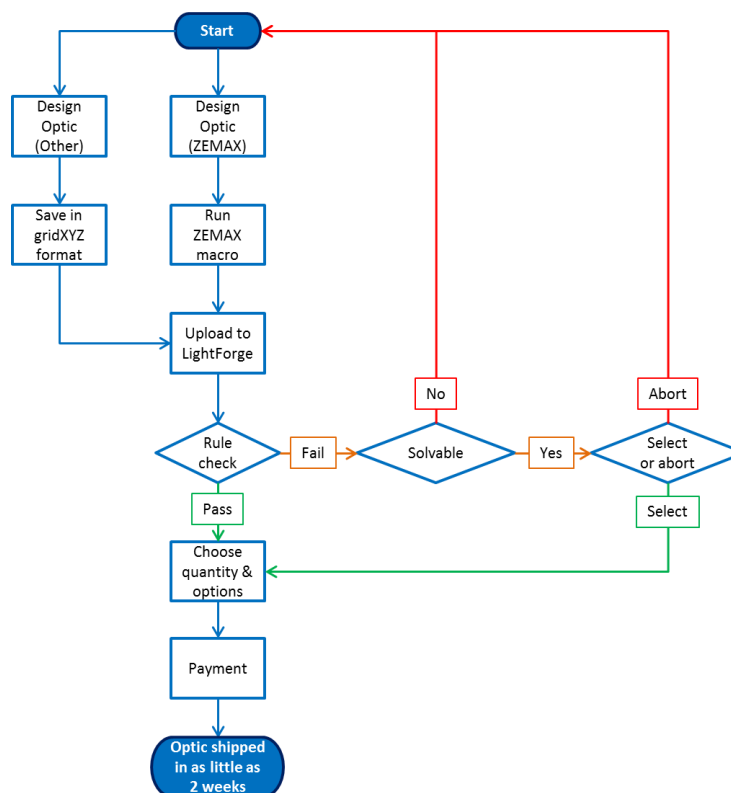 Start
Design
Optic
(Other)
Design
Optic
(ZEMAX)
Save in
gridXYZ
format
Run
ZEMAX
macro
Upload to
LightForge
No
Abort
Rule
check
Fail
Solvable
Yes
Select
or abort
Pass
Select
Choose
quantity &
options
Payment
Optic shipped
in as little as
2 weeks